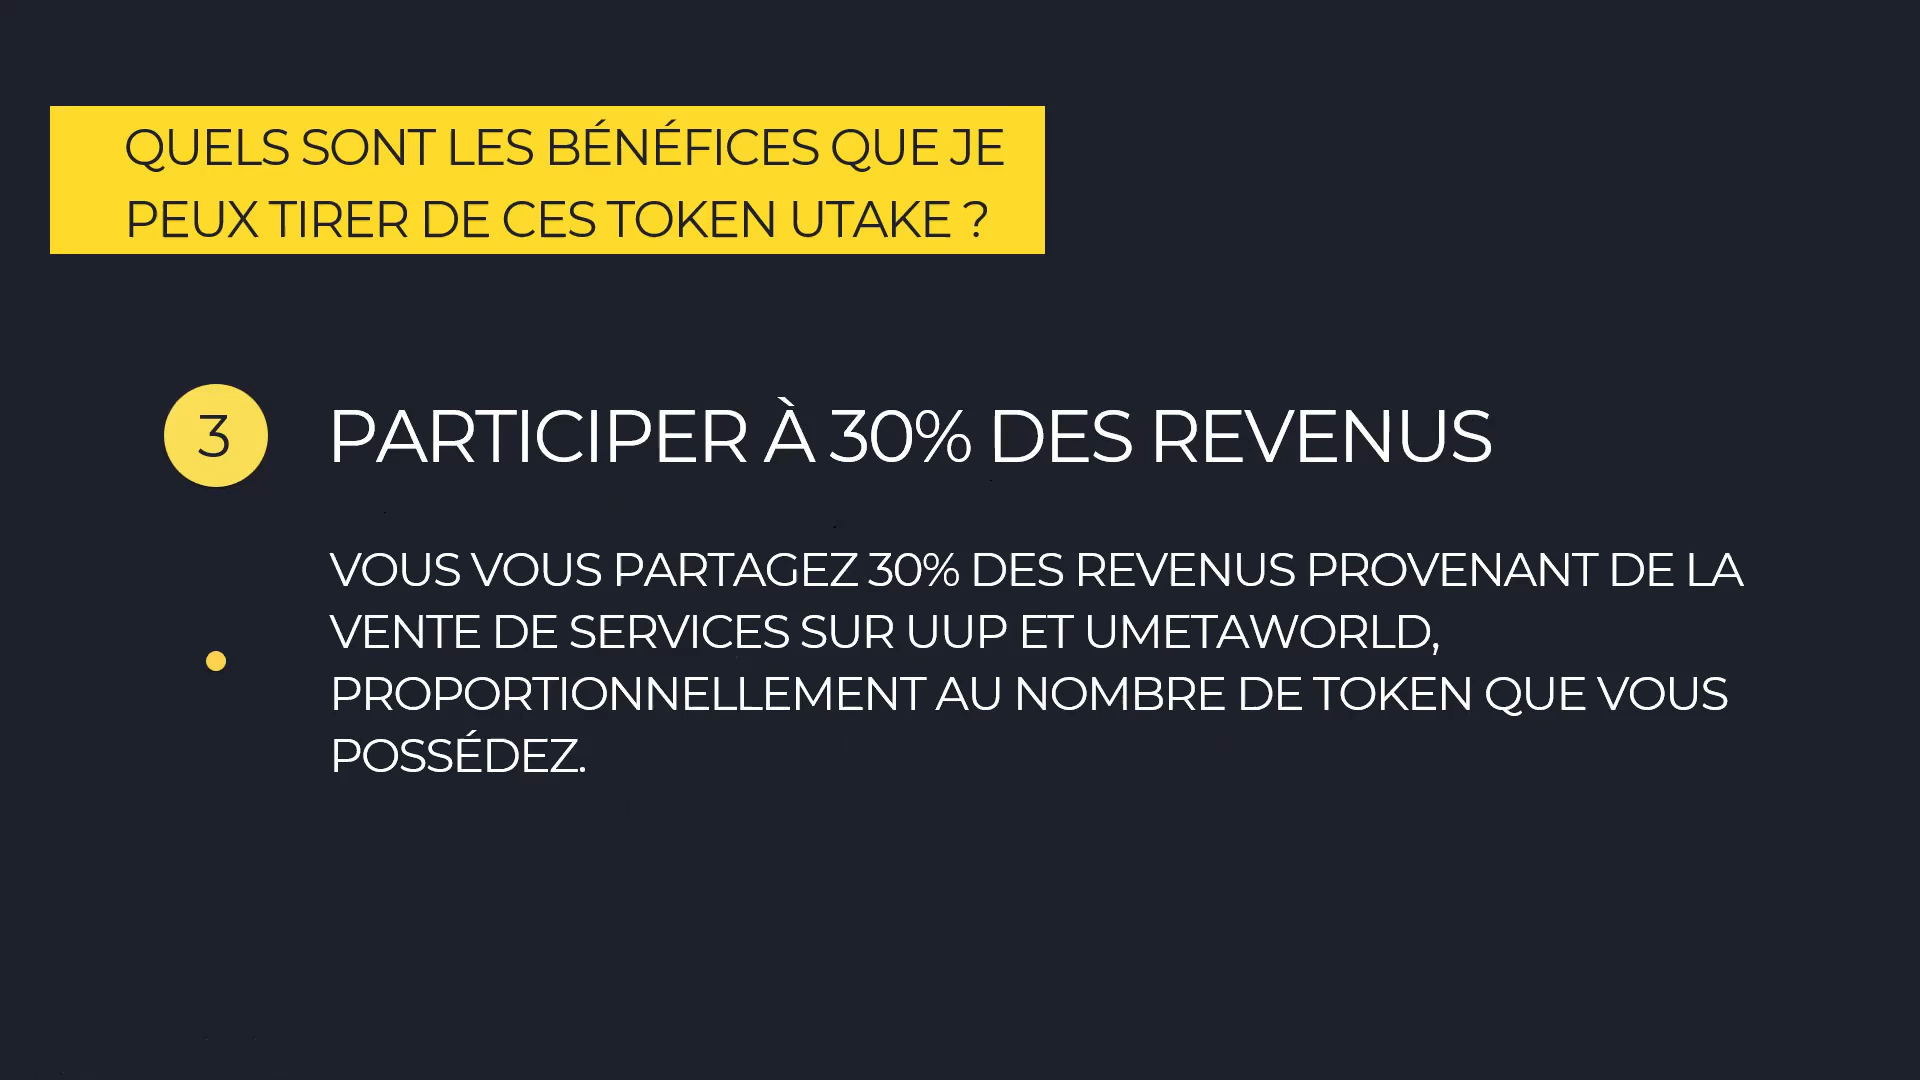 QUELS SONT LES BÉNÉFICES QUE JE
PEUX TIRER DE CES TOKEN UTAKE ?
3
PARTICIPER À 30% DES REVENUS
VOUS VOUS PARTAGEZ 30% DES REVENUS PROVENANT DE LA
VENTE DE SERVICES SUR UUP ET UMETAWORLD,
PROPORTIONNELLEMENT AU NOMBRE DE TOKEN QUE VOUS
POSSÉDEZ.